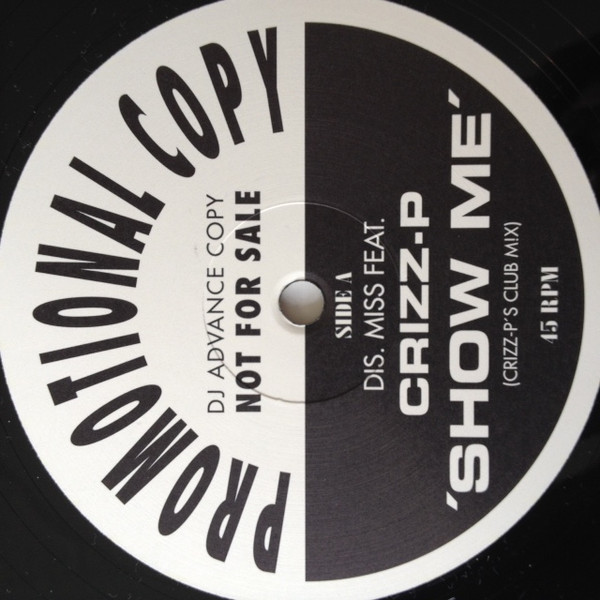 PROMOTIONAL COPY
DJ ADVANCE COPY
NOT FOR SALE
SIDE A
DIS. MISS FEAT.
CRIZZ-P
'SHOW ME'
(CRIZZ-P'S CLUB M!X)
45 RPM